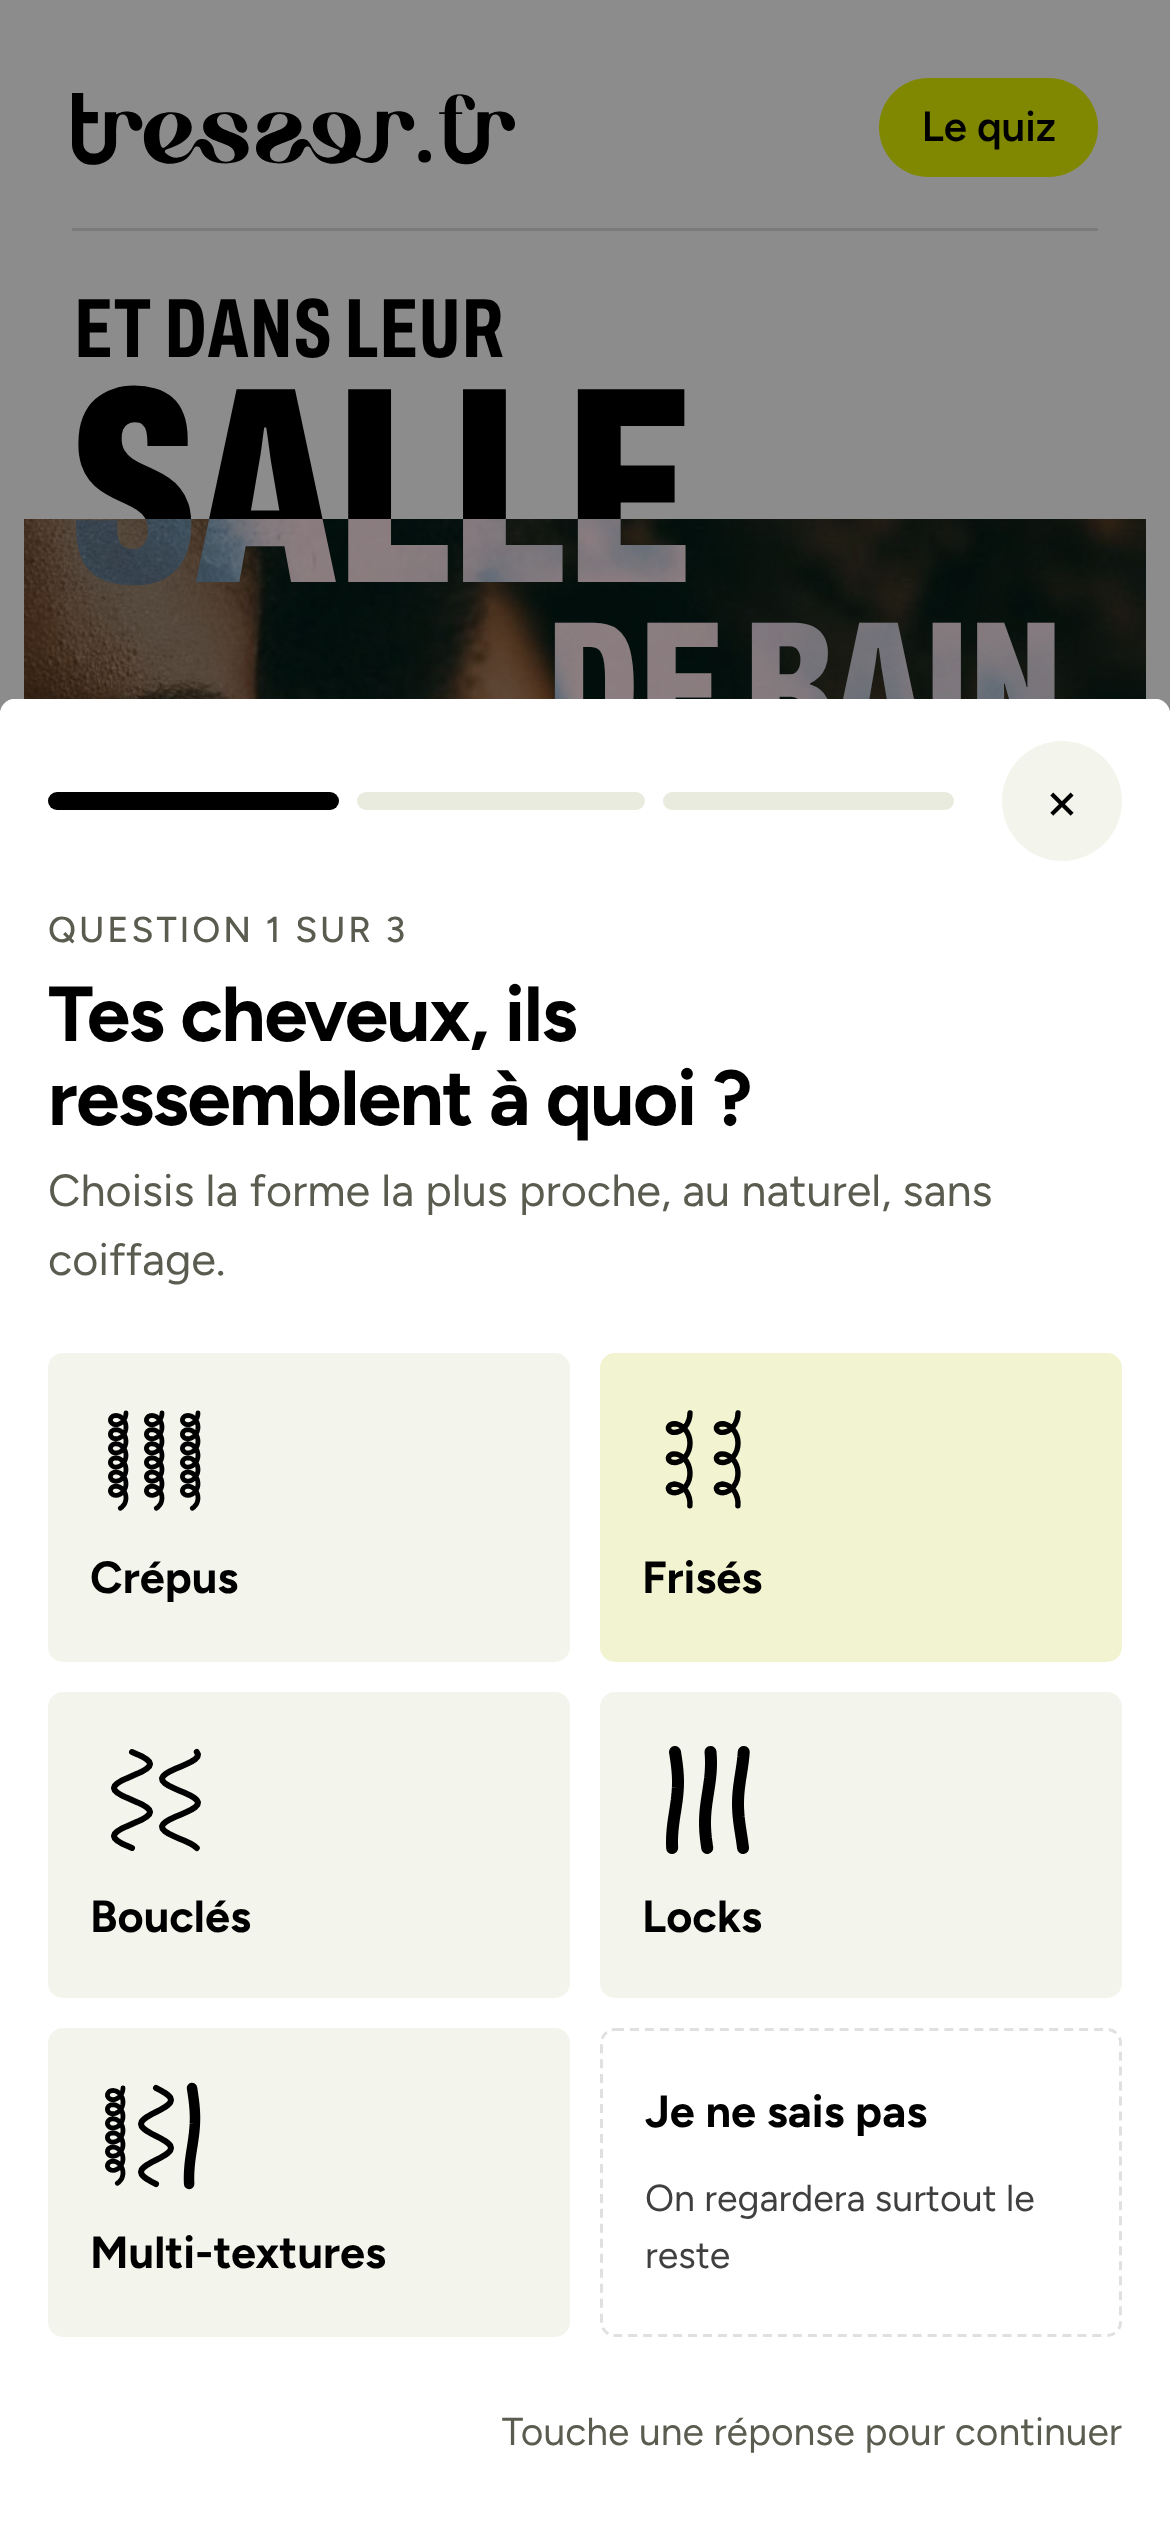 tresser.fr
Le quiz
ET DANS LEUR
SALLE
DE BAIN
QUESTION 1 SUR 3
Tes cheveux, ils
ressemblent à quoi ?
Choisis la forme la plus proche, au naturel, sans
coiffage.
Crépus
Frisés
Bouclés
Locks
Multi-textures
Je ne sais pas
On regardera surtout le
reste
Touche une réponse pour continuer